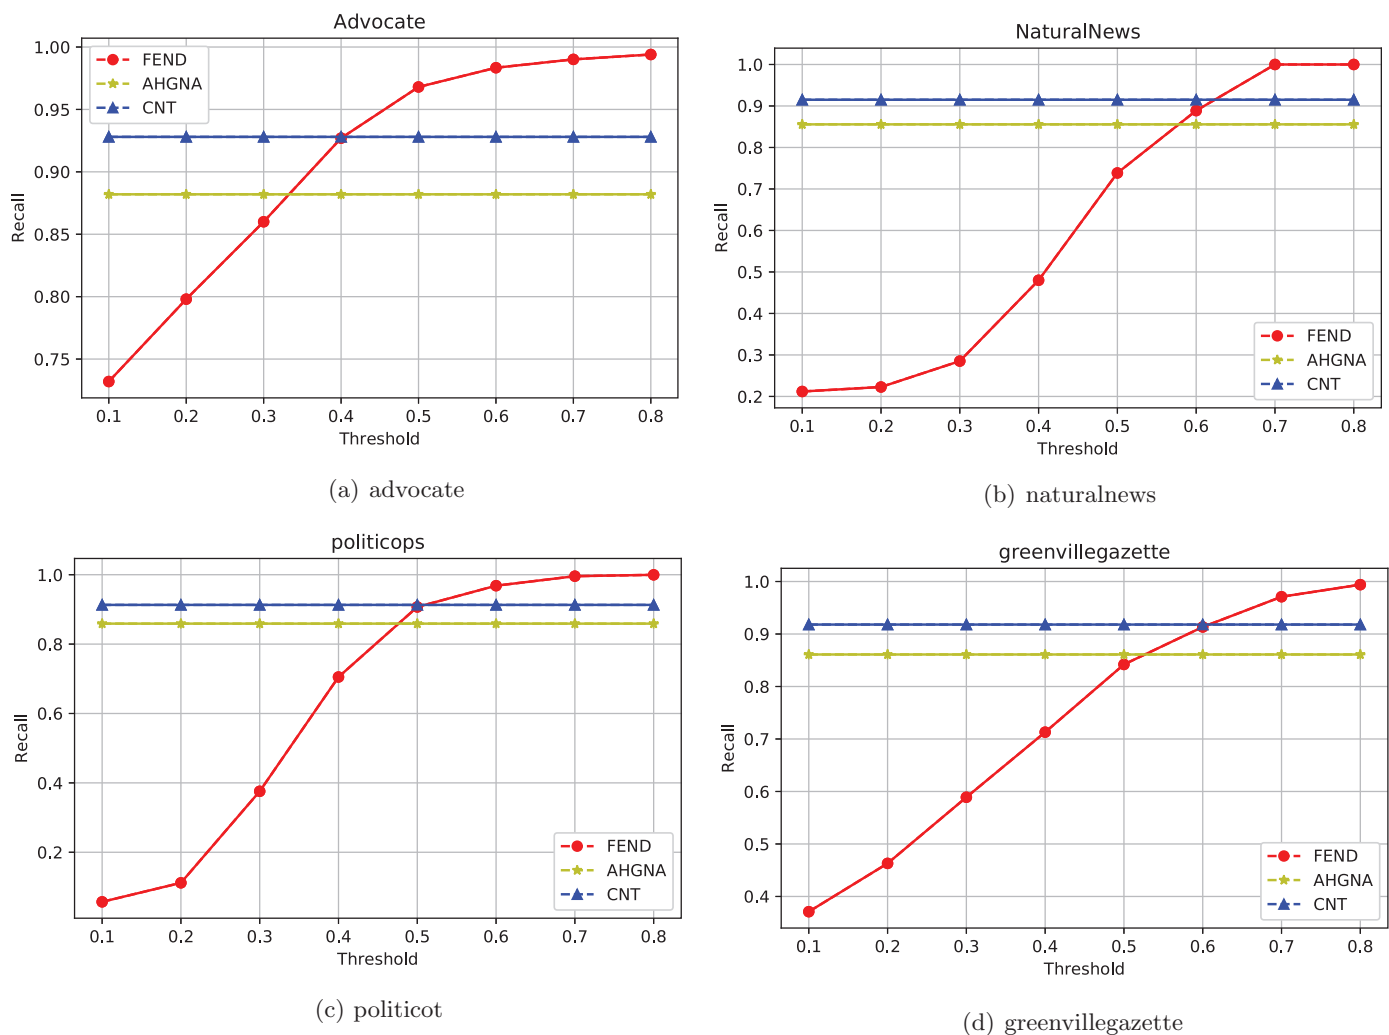 Advocate
1.00
0.95
0.90
0.85
0.80
0.75
Recall
FEND
AHGNA
CNT
0.1 0.2 0.3 0.4 0.5 0.6 0.7 0.8
Threshold
(a) advocate
NaturalNews
1.0
0.9
0.8
0.7
0.6
0.5
0.4
0.3
0.2
Recall
FEND
AHGNA
CNT
0.1 0.2 0.3 0.4 0.5 0.6 0.7 0.8
Threshold
(b) naturalnews
politicops
1.0
0.8
0.6
0.4
0.2
Recall
FEND
AHGNA
CNT
0.1 0.2 0.3 0.4 0.5 0.6 0.7 0.8
Threshold
(c) politicot
greenvillegazette
1.0
0.9
0.8
0.7
0.6
0.5
0.4
Recall
FEND
AHGNA
CNT
0.1 0.2 0.3 0.4 0.5 0.6 0.7 0.8
Threshold
(d) greenvillegazette